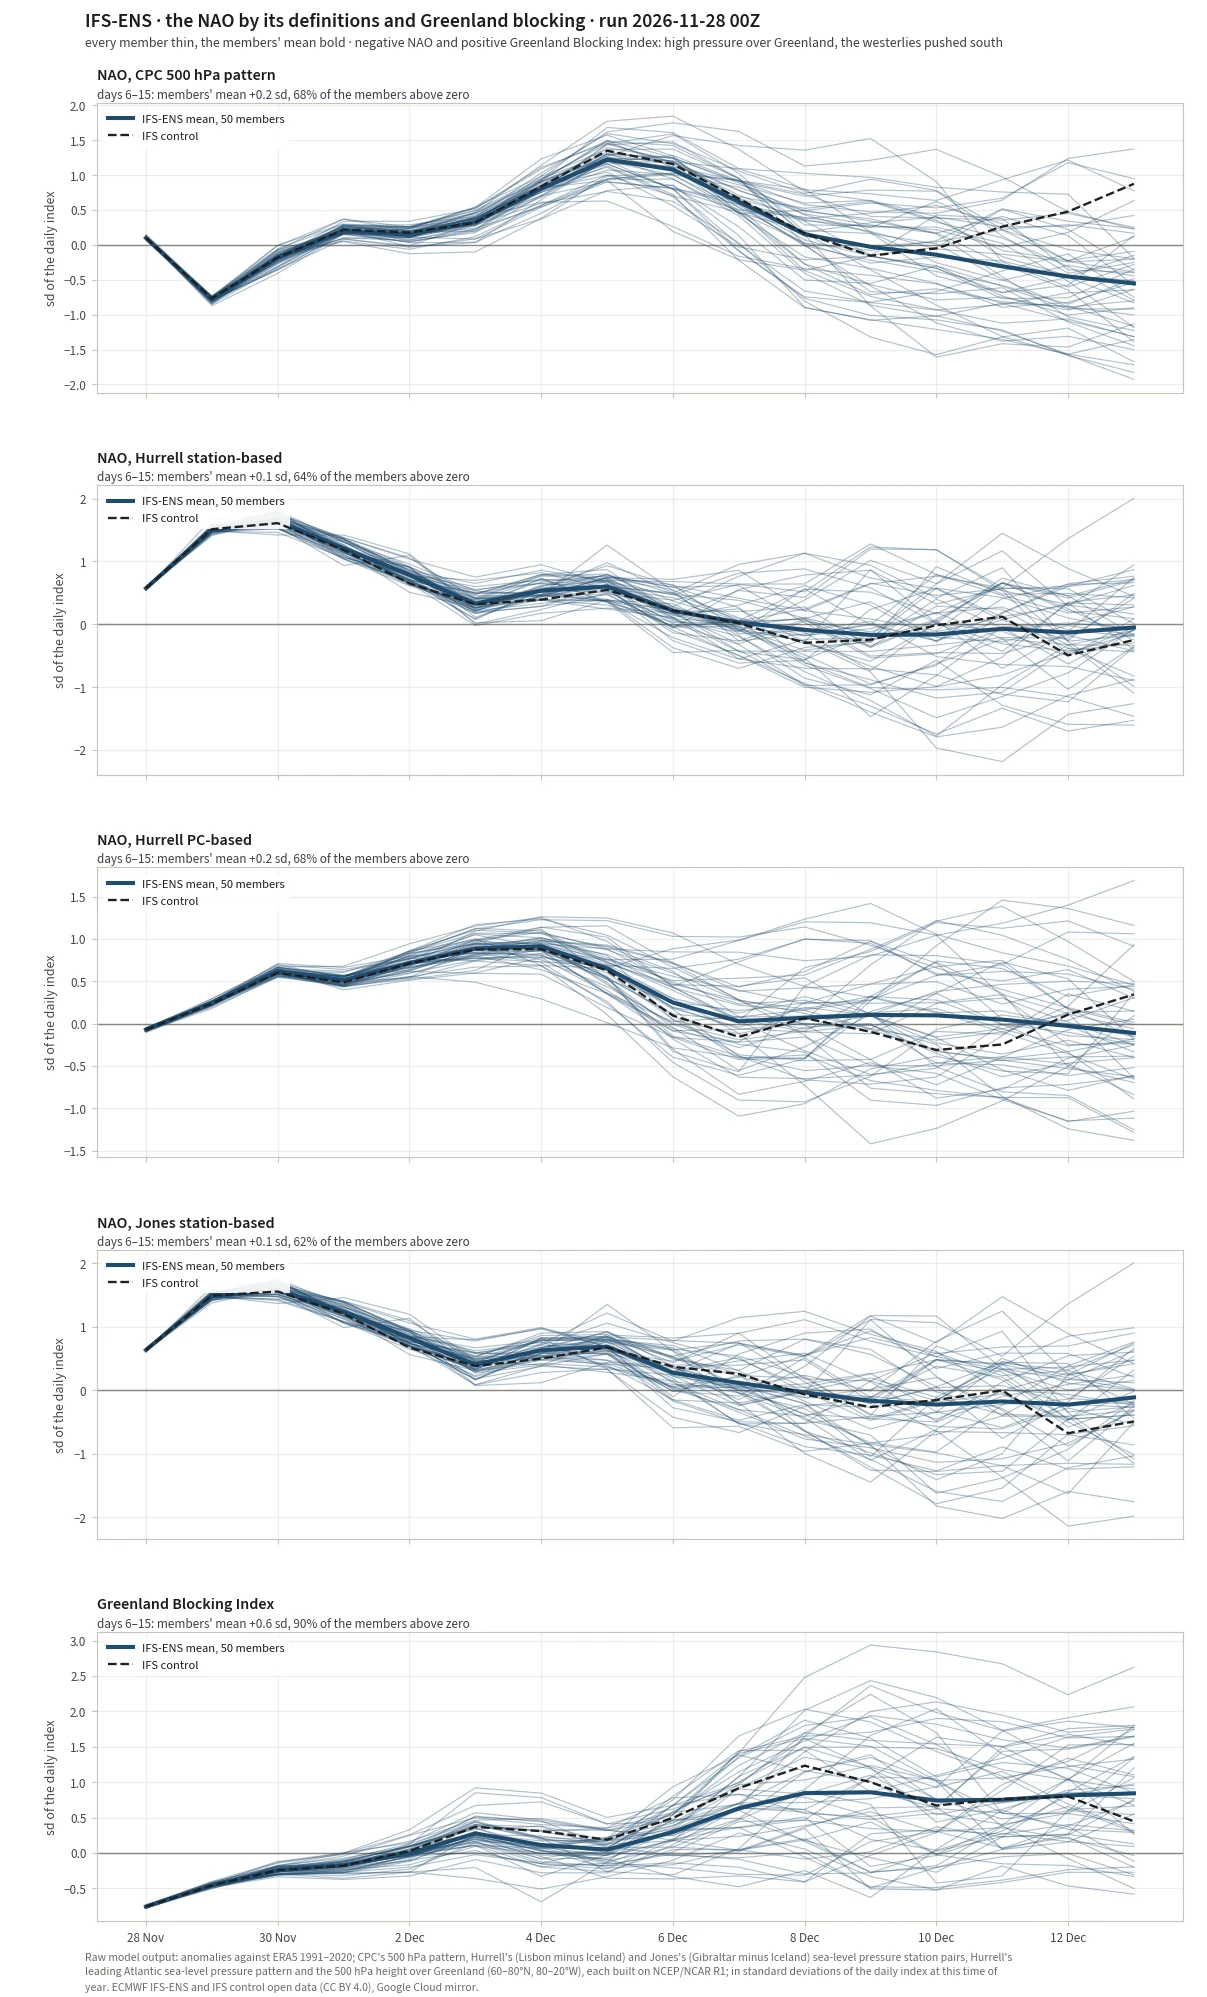 IFS-ENS · the NAO by its definitions and Greenland blocking · run 2026-11-28 00Z
every member thin, the members' mean bold · negative NAO and positive Greenland Blocking Index: high pressure over Greenland, the westerlies pushed south
NAO, CPC 500 hPa pattern
days 6–15: members' mean +0.2 sd, 68% of the members above zero
IFS-ENS mean, 50 members
IFS control
sd of the daily index
2.0
1.5
1.0
0.5
0.0
−0.5
−1.0
−1.5
−2.0
NAO, Hurrell station-based
days 6–15: members' mean +0.1 sd, 64% of the members above zero
IFS-ENS mean, 50 members
IFS control
sd of the daily index
2
1
0
−1
−2
NAO, Hurrell PC-based
days 6–15: members' mean +0.2 sd, 68% of the members above zero
IFS-ENS mean, 50 members
IFS control
sd of the daily index
1.5
1.0
0.5
0.0
−0.5
−1.0
−1.5
NAO, Jones station-based
days 6–15: members' mean +0.1 sd, 62% of the members above zero
IFS-ENS mean, 50 members
IFS control
sd of the daily index
2
1
0
−1
−2
Greenland Blocking Index
days 6–15: members' mean +0.6 sd, 90% of the members above zero
IFS-ENS mean, 50 members
IFS control
sd of the daily index
3.0
2.5
2.0
1.5
1.0
0.5
0.0
−0.5
28 Nov 30 Nov 2 Dec 4 Dec 6 Dec 8 Dec 10 Dec 12 Dec
Raw model output: anomalies against ERA5 1991–2020; CPC's 500 hPa pattern, Hurrell's (Lisbon minus Iceland) and Jones's (Gibraltar minus Iceland) sea-level pressure station pairs, Hurrell's
leading Atlantic sea-level pressure pattern and the 500 hPa height over Greenland (60–80°N, 80–20°W), each built on NCEP/NCAR R1; in standard deviations of the daily index at this time of
year. ECMWF IFS-ENS and IFS control open data (CC BY 4.0), Google Cloud mirror.